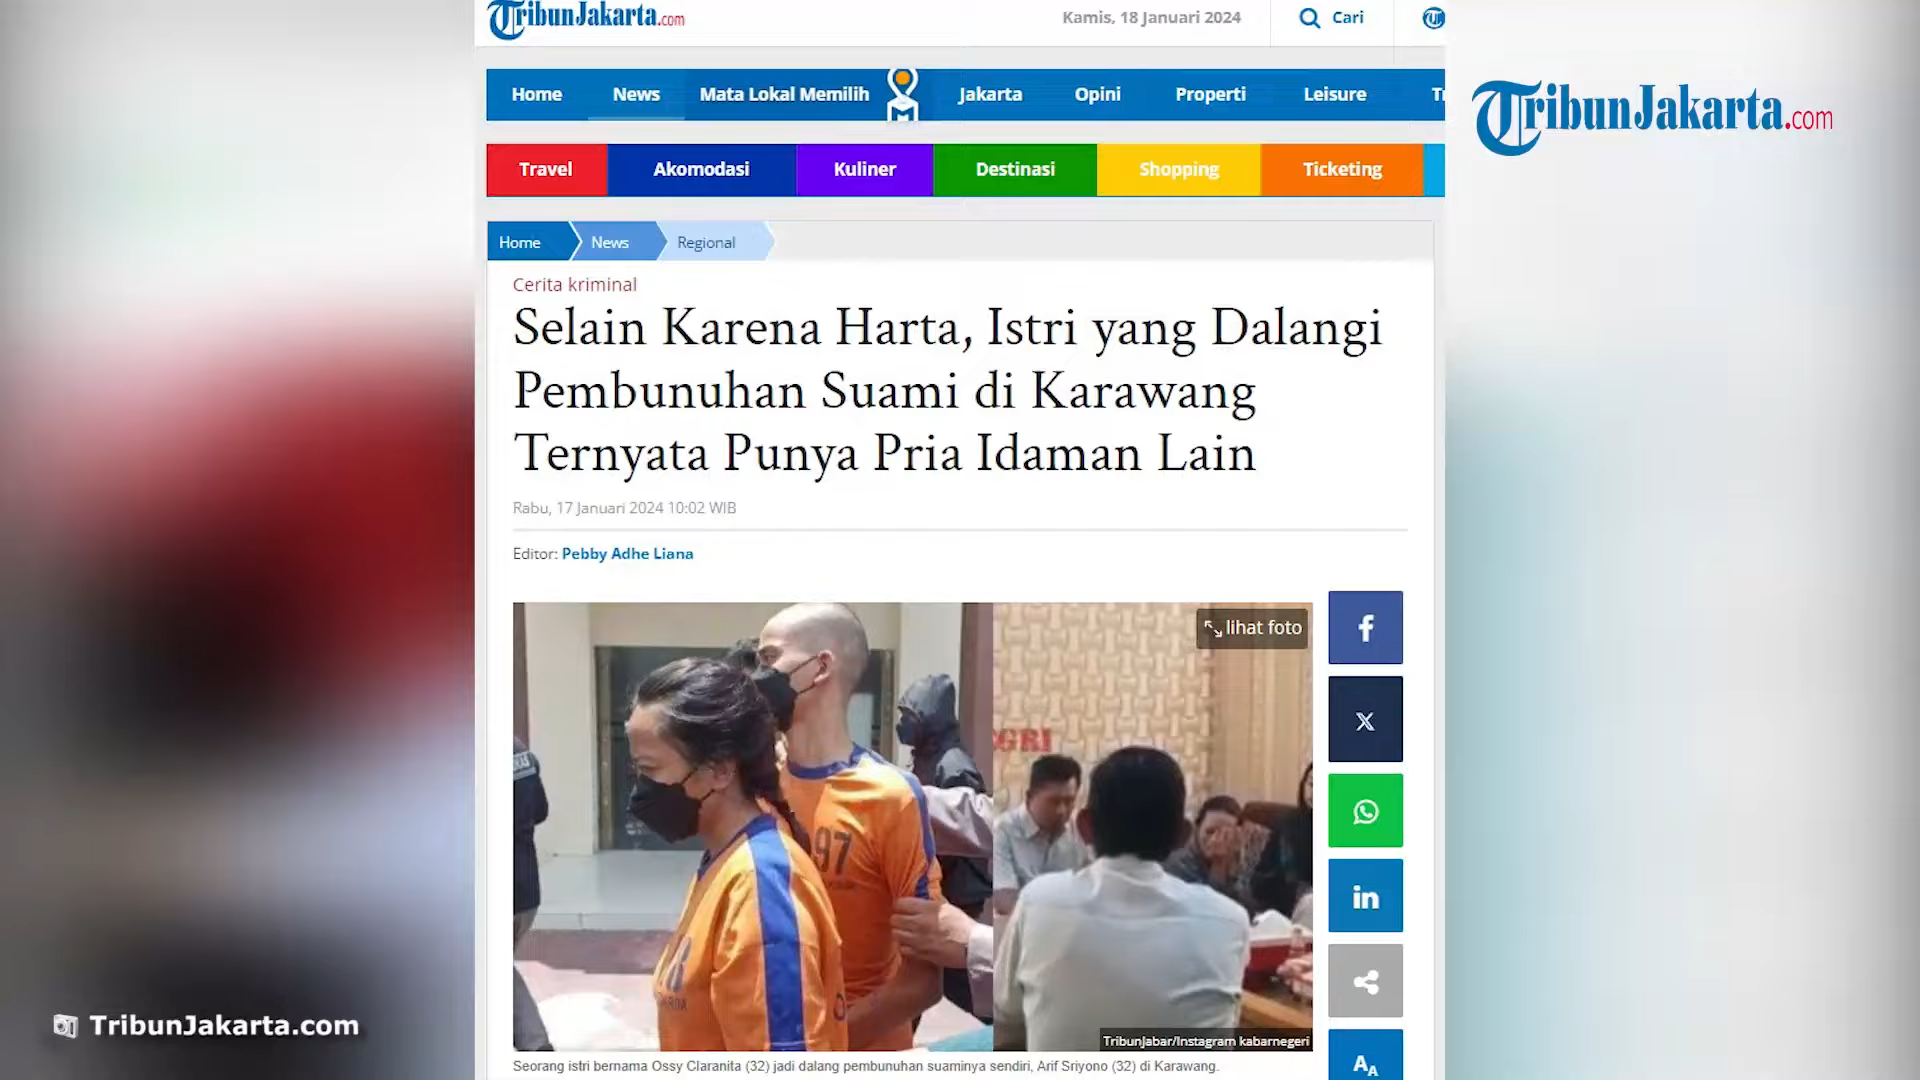 TribunJakarta.com
Kamis, 18 Januari 2024
Cari
Home
News
Mata Lokal Memilih
Jakarta
Opini
Properti
Leisure
TribunJakarta.com
Travel
Akomodasi
Kuliner
Destinasi
Shopping
Ticketing
Home
News
Regional
Cerita kriminal
Selain Karena Harta, Istri yang Dalangi
Pembunuhan Suami di Karawang
Ternyata Punya Pria Idaman Lain
Rabu, 17 Januari 2024 10:02 WIB
Editor: Pebby Adhe Liana
lihat foto
GRI
97
TribunJabar/Instagram kabarnegeri
Seorang istri bernama Ossy Claranita (32) jadi dalang pembunuhan suaminya sendiri, Arif Sriyono (32) di Karawang.
TribunJakarta.com